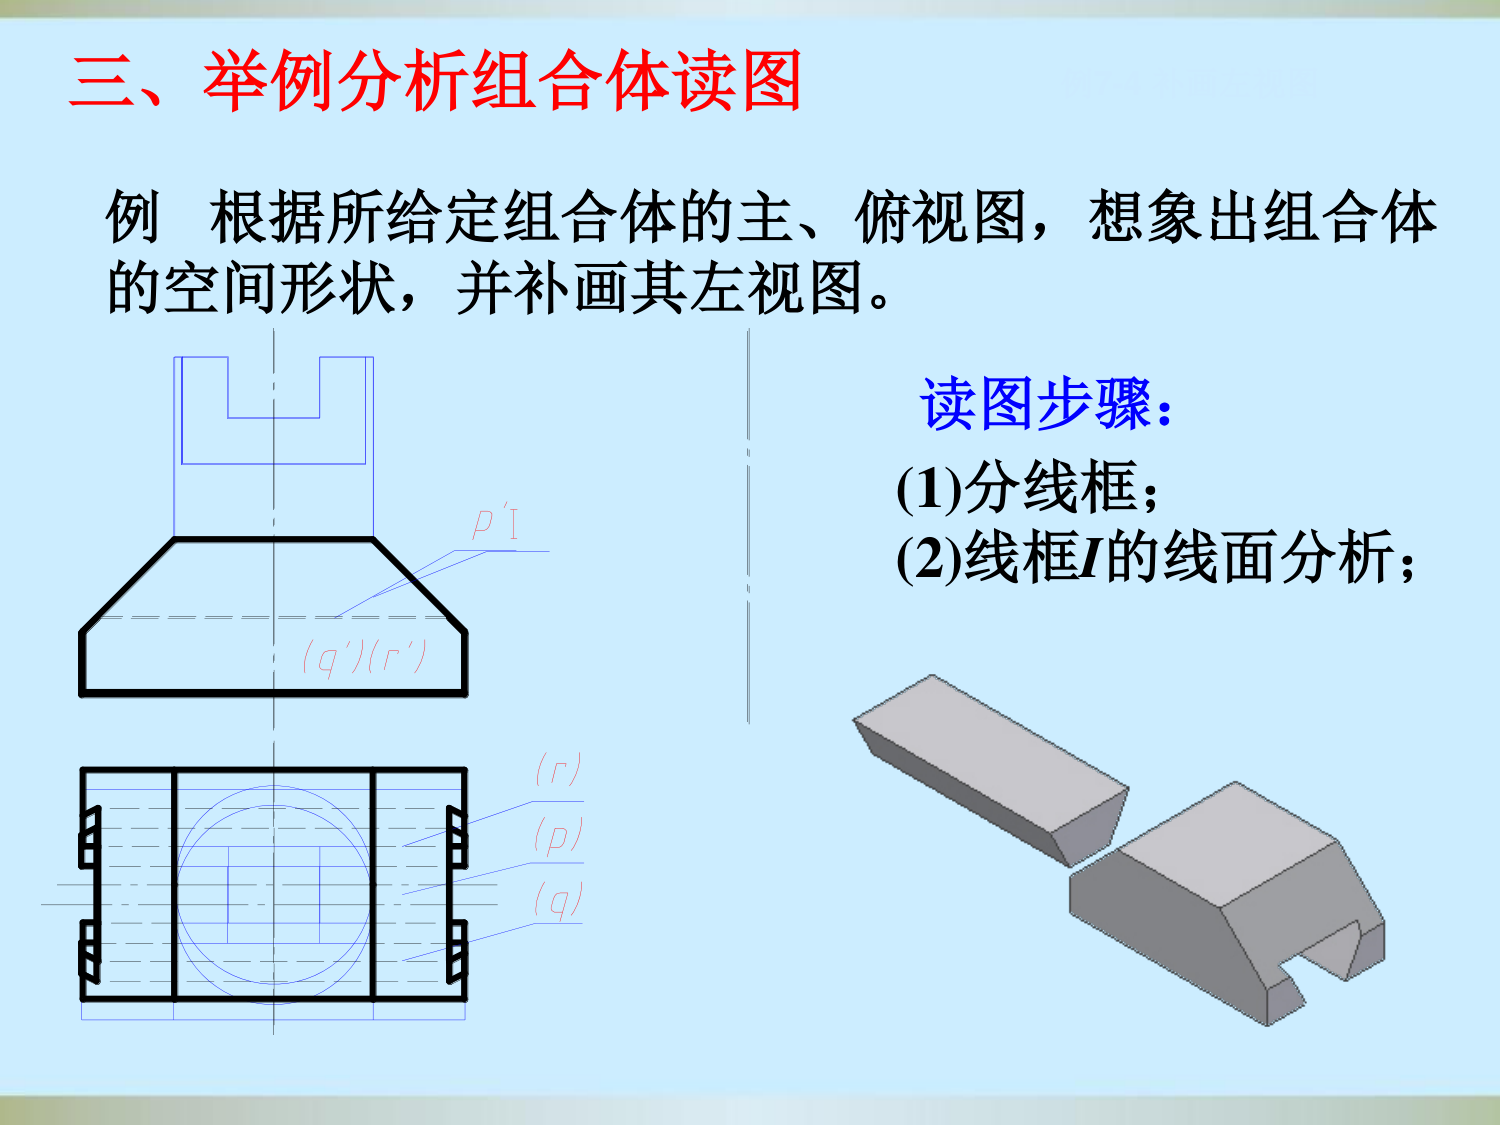 三、举例分析组合体读图
例 根据所给定组合体的主、俯视图，想象出组合体
的空间形状，并补画其左视图。
读图步骤：
(1)分线框；
(2)线框I的线面分析；
p'
(q')(r')
(r)
(p)
(q)